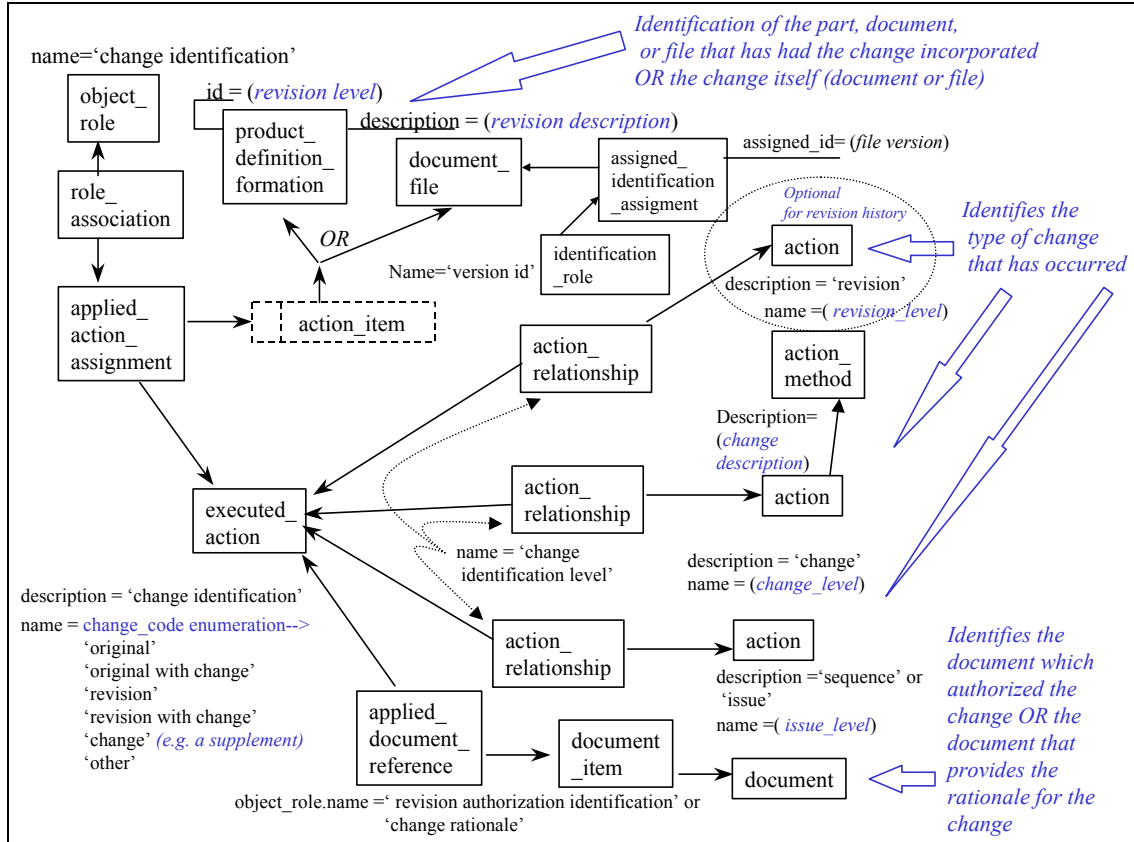 Identification of the part, document,
or file that has had the change incorporated
OR the change itself (document or file)
name=‘change identification’
object_
role
id = (revision level)
product_
definition_
formation
description = (revision description)
document_
file
assigned_
identification
_assigment
assigned_id= (file version)
role_
association
OR
Name=‘version id’
identification
_role
Optional
for revision history
action
description = ‘revision’
name =( revision_level)
Identifies the
type of change
that has occurred
applied_
action_
assignment
action_item
action_
relationship
action_
method
Description=
(change
description)
executed_
action
action_
relationship
action
name = ‘change
identification level’
description = ‘change’
name = (change_level)
description = ‘change identification’
name = change_code enumeration-->
‘original’
‘original with change’
‘revision’
‘revision with change’
‘change’ (e.g. a supplement)
‘other’
action_
relationship
action
description =‘sequence’ or
‘issue’
name =( issue_level)
applied_
document_
reference
document
_item
document
object_role.name =‘ revision authorization identification’ or
‘change rationale’
Identifies the
document which
authorized the
change OR the
document that
provides the
rationale for the
change